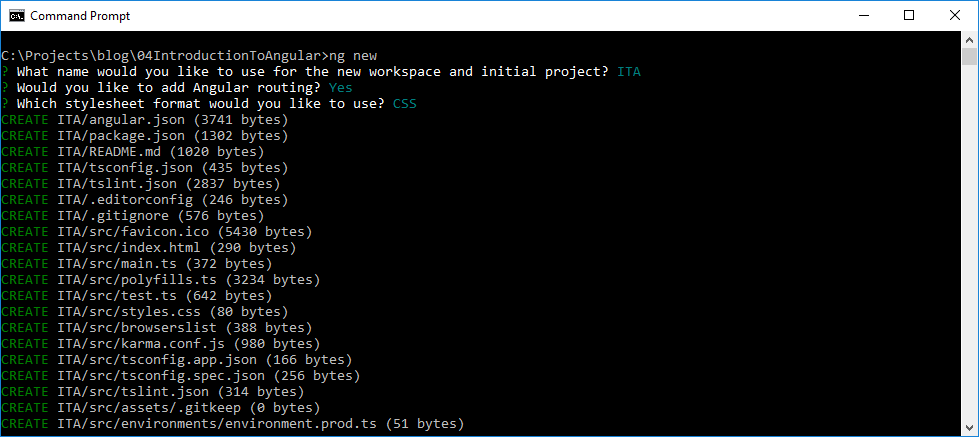 Command Prompt
C:\Projects\blog\04IntroductionToAngular>ng new
? What name would you like to use for the new workspace and initial project? ITA
? Would you like to add Angular routing? Yes
? Which stylesheet format would you like to use? CSS
CREATE ITA/angular.json (3741 bytes)
CREATE ITA/package.json (1302 bytes)
CREATE ITA/README.md (1020 bytes)
CREATE ITA/tsconfig.json (435 bytes)
CREATE ITA/tslint.json (2837 bytes)
CREATE ITA/.editorconfig (246 bytes)
CREATE ITA/.gitignore (576 bytes)
CREATE ITA/src/favicon.ico (5430 bytes)
CREATE ITA/src/index.html (290 bytes)
CREATE ITA/src/main.ts (372 bytes)
CREATE ITA/src/polyfills.ts (3234 bytes)
CREATE ITA/src/test.ts (642 bytes)
CREATE ITA/src/styles.css (80 bytes)
CREATE ITA/src/browserslist (388 bytes)
CREATE ITA/src/karma.conf.js (980 bytes)
CREATE ITA/src/tsconfig.app.json (166 bytes)
CREATE ITA/src/tsconfig.spec.json (256 bytes)
CREATE ITA/src/tslint.json (314 bytes)
CREATE ITA/src/assets/.gitkeep (0 bytes)
CREATE ITA/src/environments/environment.prod.ts (51 bytes)